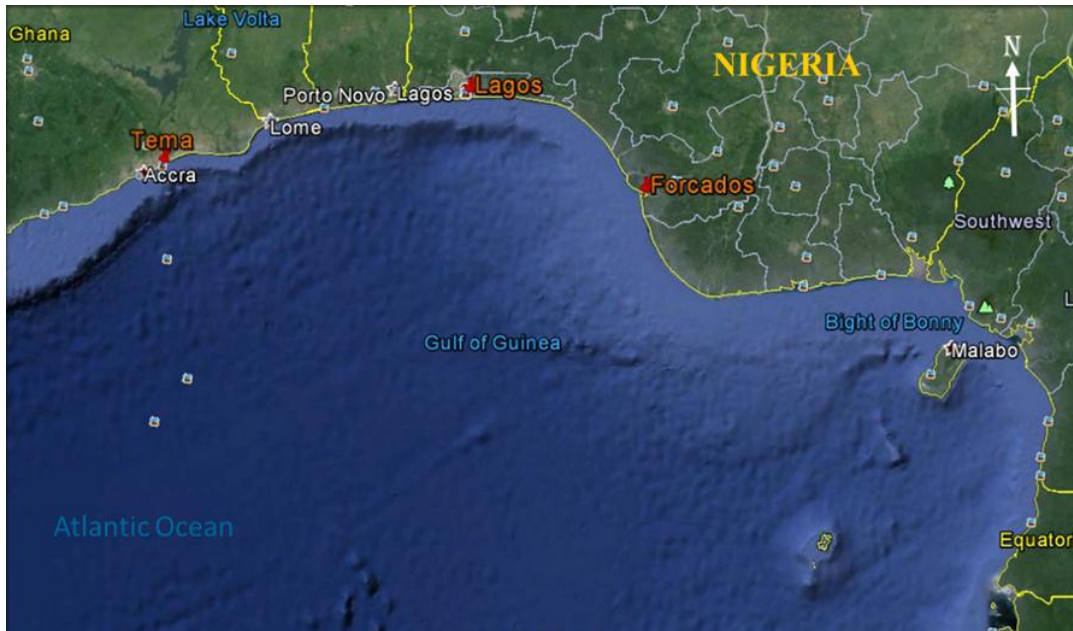 Lake Volta
Ghana
N
NIGERIA
Porto Novo
Lagos
Lagos
Lome
Tema
Accra
Forcados
Southwest
L
Bight of Bonny
Gulf of Guinea
Malabo
Atlantic Ocean
Equator